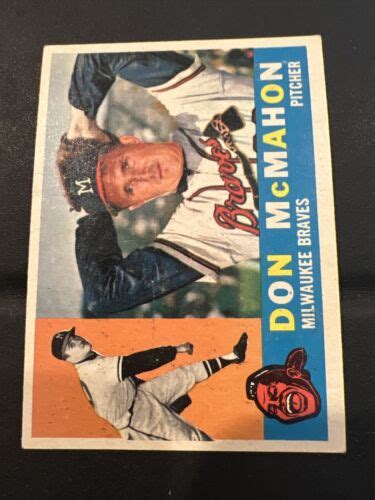 M
Braves
DON McMAHON
MILWAUKEE BRAVES
PITCHER